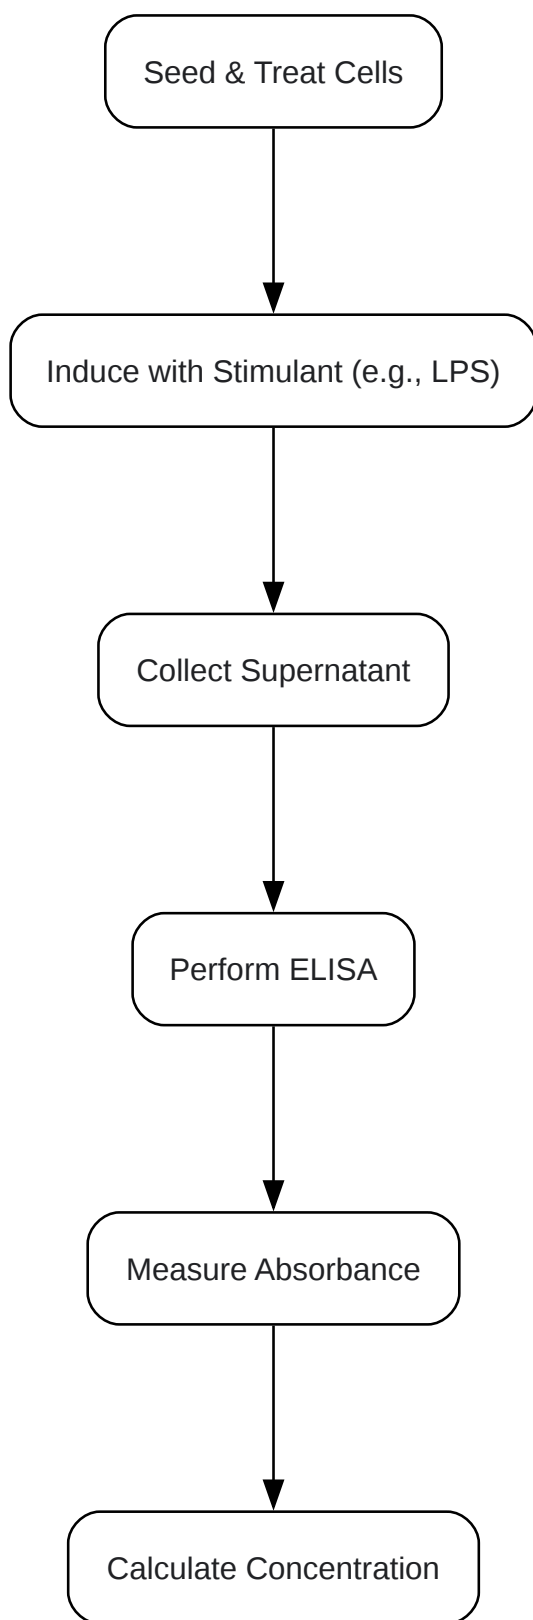 Seed & Treat Cells
Induce with Stimulant (e.g., LPS)
Collect Supernatant
Perform ELISA
Measure Absorbance
Calculate Concentration